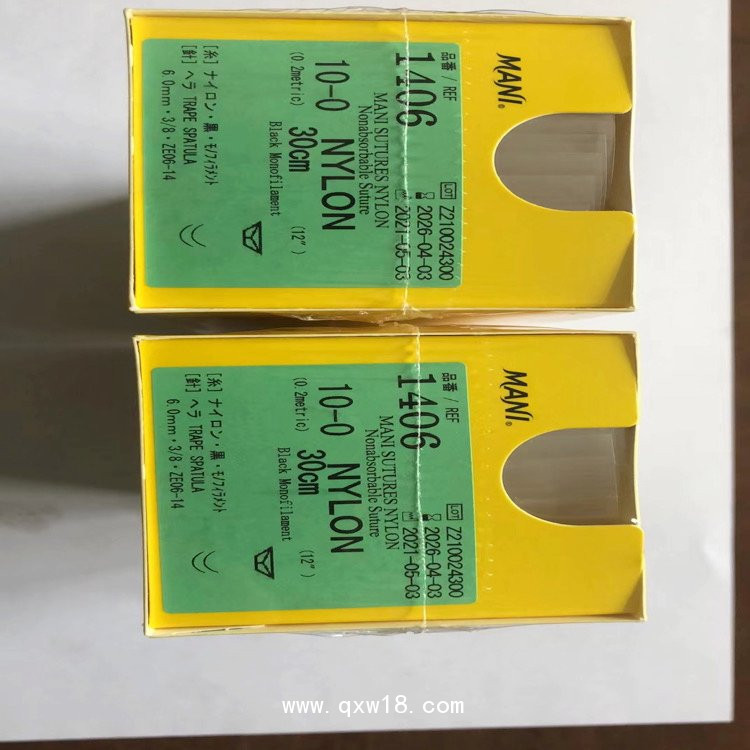 MANI®
品番 / REF
1406
LOT Z210024300
2026-04-03
2021-05-03
MANI SUTURES NYLON
Nonabsorbable Suture
10-0 NYLON
(0.2metric) 30cm (12")
Black Monofilament
[糸] ナイロン・黒・モノフィラメント
[針] ヘラ TRAPE SPATULA
6.0mm・3/8・ZE06-14
MANI®
品番 / REF
1406
LOT Z210024300
2026-04-03
2021-05-03
MANI SUTURES NYLON
Nonabsorbable Suture
10-0 NYLON
(0.2metric) 30cm (12")
Black Monofilament
[糸] ナイロン・黒・モノフィラメント
[針] ヘラ TRAPE SPATULA
6.0mm・3/8・ZE06-14
www.qxw18.com